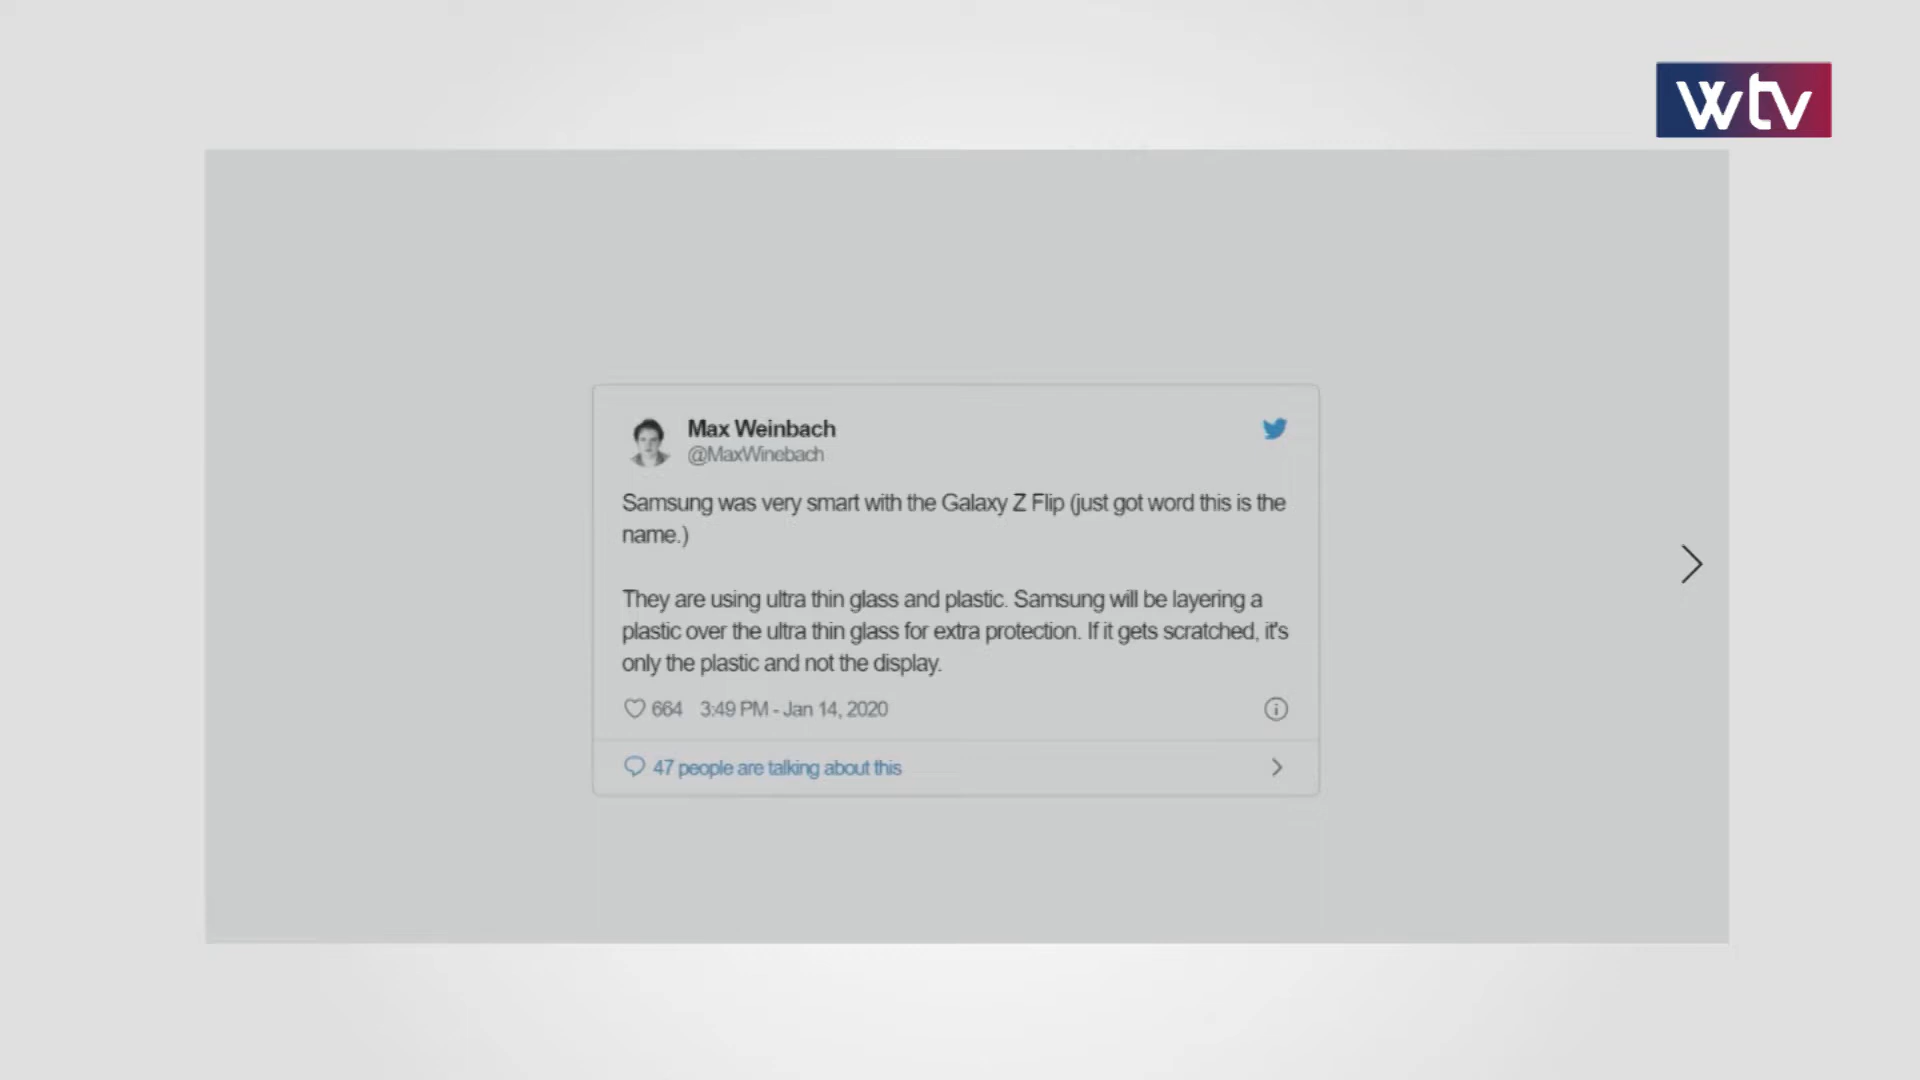 wtv
Max Weinbach
@MaxWinebach
Samsung was very smart with the Galaxy Z Flip (just got word this is the
name.)
They are using ultra thin glass and plastic. Samsung will be layering a
plastic over the ultra thin glass for extra protection. If it gets scratched, it's
only the plastic and not the display.
664 3:49 PM - Jan 14, 2020
47 people are talking about this